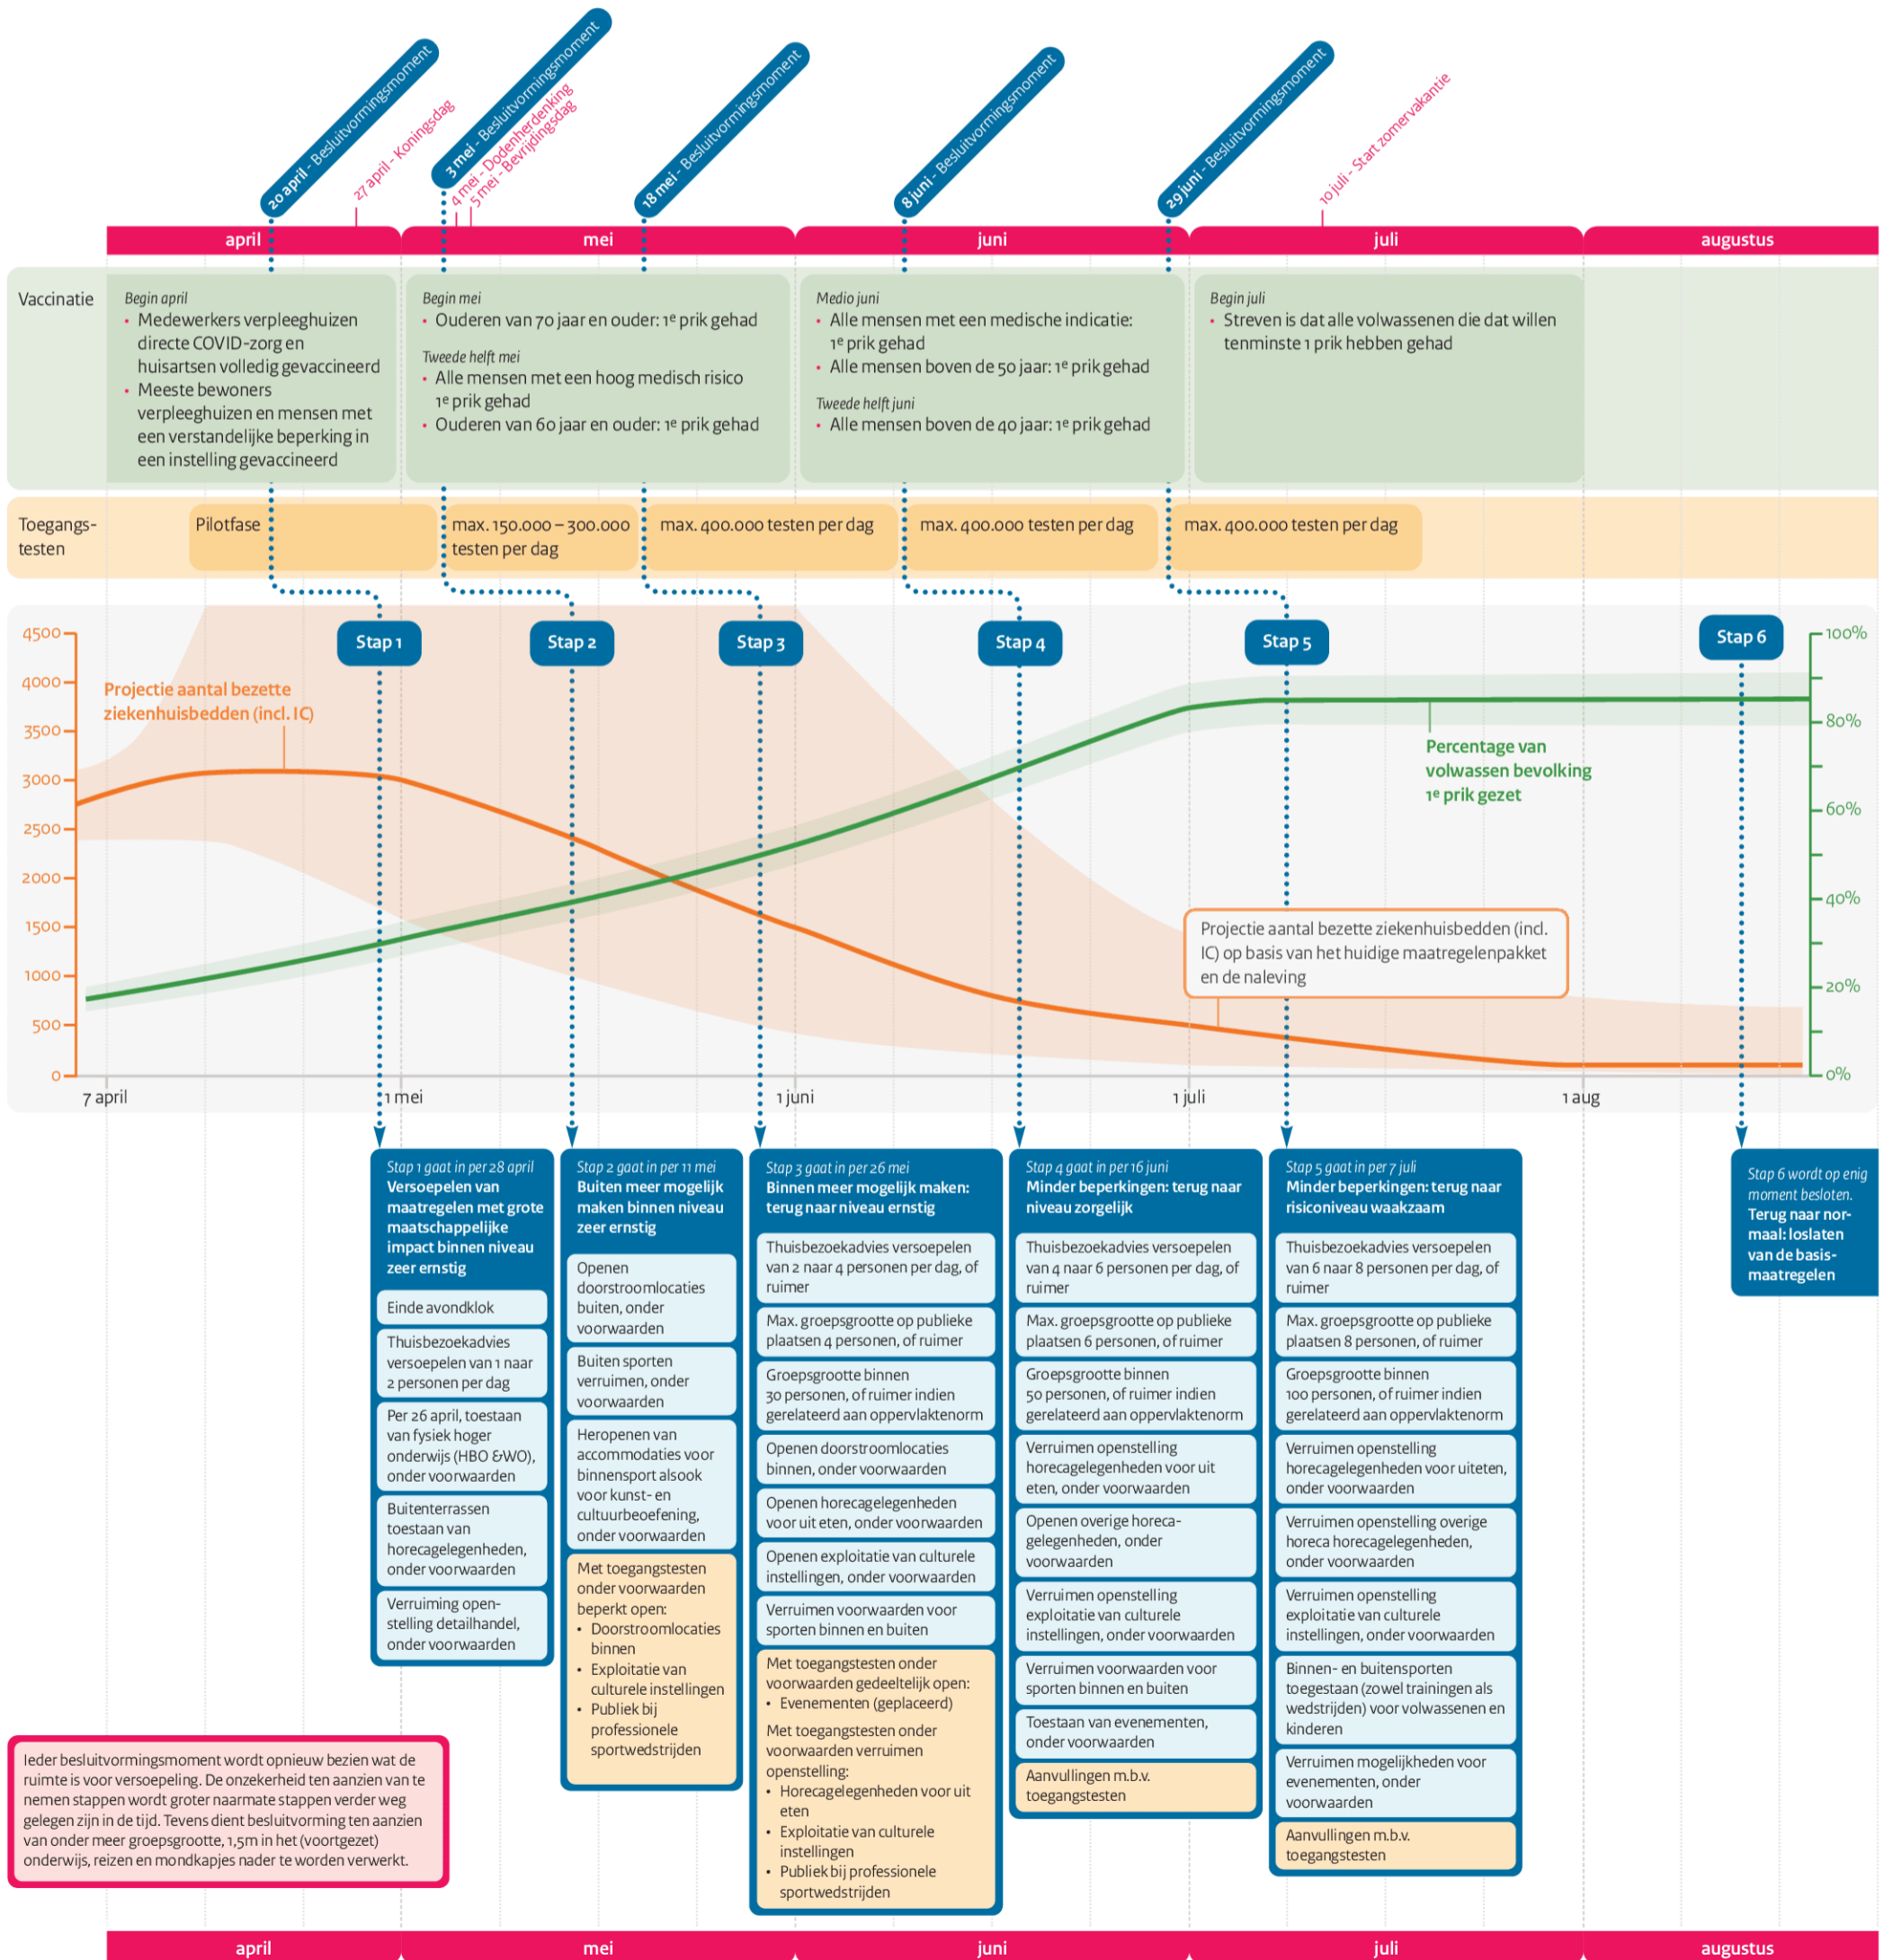 20 april - Besluitvormingsmoment
27 april - Koningsdag
3 mei - Besluitvormingsmoment
4 mei - Dodenherdenking
5 mei - Bevrijdingsdag
18 mei - Besluitvormingsmoment
8 juni - Besluitvormingsmoment
29 juni - Besluitvormingsmoment
10 juli - Start zomervakantie
april
mei
juni
juli
augustus
Vaccinatie
Begin april
• Medewerkers verpleeghuizen
directe COVID-zorg en
huisartsen volledig gevaccineerd
• Meeste bewoners
verpleeghuizen en mensen met
een verstandelijke beperking in
een instelling gevaccineerd
Begin mei
• Ouderen van 70 jaar en ouder: 1e prik gehad
Tweede helft mei
• Alle mensen met een hoog medisch risico
1e prik gehad
• Ouderen van 60 jaar en ouder: 1e prik gehad
Medio juni
• Alle mensen met een medische indicatie:
1e prik gehad
• Alle mensen boven de 50 jaar: 1e prik gehad
Tweede helft juni
• Alle mensen boven de 40 jaar: 1e prik gehad
Begin juli
• Streven is dat alle volwassenen die dat willen
tenminste 1 prik hebben gehad
Toegangs-
testen
Pilotfase
max. 150.000 – 300.000
testen per dag
max. 400.000 testen per dag
max. 400.000 testen per dag
max. 400.000 testen per dag
Stap 1
Stap 2
Stap 3
Stap 4
Stap 5
Stap 6
4500
4000
3500
3000
2500
2000
1500
1000
500
0
Projectie aantal bezette
ziekenhuisbedden (incl. IC)
100%
80%
60%
40%
20%
0%
Percentage van
volwassen bevolking
1e prik gezet
Projectie aantal bezette ziekenhuisbedden (incl.
IC) op basis van het huidige maatregelenpakket
en de naleving
7 april
1 mei
1 juni
1 juli
1 aug
Stap 1 gaat in per 28 april
Versoepelen van
maatregelen met grote
maatschappelijke
impact binnen niveau
zeer ernstig
Einde avondklok
Thuisbezoekadvies
versoepelen van 1 naar
2 personen per dag
Per 26 april, toestaan
van fysiek hoger
onderwijs (HBO &WO),
onder voorwaarden
Buitenterrassen
toestaan van
horecagelegenheden,
onder voorwaarden
Verruiming open-
stelling detailhandel,
onder voorwaarden
Stap 2 gaat in per 11 mei
Buiten meer mogelijk
maken binnen niveau
zeer ernstig
Openen
doorstroomlocaties
buiten, onder
voorwaarden
Buiten sporten
verruimen, onder
voorwaarden
Heropenen van
accommodaties voor
binnensport alsook
voor kunst- en
cultuurbeoefening,
onder voorwaarden
Met toegangstesten
onder voorwaarden
beperkt open:
• Doorstroomlocaties
binnen
• Exploitatie van
culturele instellingen
• Publiek bij
professionele
sportwedstrijden
Stap 3 gaat in per 26 mei
Binnen meer mogelijk maken:
terug naar niveau ernstig
Thuisbezoekadvies versoepelen
van 2 naar 4 personen per dag, of
ruimer
Max. groepsgrootte op publieke
plaatsen 4 personen, of ruimer
Groepsgrootte binnen
30 personen, of ruimer indien
gerelateerd aan oppervlaktenorm
Openen doorstroomlocaties
binnen, onder voorwaarden
Openen horecagelegenheden
voor uit eten, onder voorwaarden
Openen exploitatie van culturele
instellingen, onder voorwaarden
Verruimen voorwaarden voor
sporten binnen en buiten
Met toegangstesten onder
voorwaarden gedeeltelijk open:
• Evenementen (geplaceerd)
Met toegangstesten onder
voorwaarden verruimen
openstelling:
• Horecagelegenheden voor uit
eten
• Exploitatie van culturele
instellingen
• Publiek bij professionele
sportwedstrijden
Stap 4 gaat in per 16 juni
Minder beperkingen: terug naar
niveau zorgelijk
Thuisbezoekadvies versoepelen
van 4 naar 6 personen per dag, of
ruimer
Max. groepsgrootte op publieke
plaatsen 6 personen, of ruimer
Groepsgrootte binnen
50 personen, of ruimer indien
gerelateerd aan oppervlaktenorm
Verruimen openstelling
horecagelegenheden voor uit
eten, onder voorwaarden
Openen overige horeca-
gelegenheden, onder
voorwaarden
Verruimen openstelling
exploitatie van culturele
instellingen, onder voorwaarden
Verruimen voorwaarden voor
sporten binnen en buiten
Toestaan van evenementen,
onder voorwaarden
Aanvullingen m.b.v.
toegangstesten
Stap 5 gaat in per 7 juli
Minder beperkingen: terug naar
risiconiveau waakzaam
Thuisbezoekadvies versoepelen
van 6 naar 8 personen per dag, of
ruimer
Max. groepsgrootte op publieke
plaatsen 8 personen, of ruimer
Groepsgrootte binnen
100 personen, of ruimer indien
gerelateerd aan oppervlaktenorm
Verruimen openstelling
horecagelegenheden voor uiteten,
onder voorwaarden
Verruimen openstelling overige
horeca horecagelegenheden,
onder voorwaarden
Verruimen openstelling
exploitatie van culturele
instellingen, onder voorwaarden
Binnen- en buitensporten
toegestaan (zowel trainingen als
wedstrijden) voor volwassenen en
kinderen
Verruimen mogelijkheden voor
evenementen, onder
voorwaarden
Aanvullingen m.b.v.
toegangstesten
Stap 6 wordt op enig
moment besloten.
Terug naar nor-
maal: loslaten
van de basis-
maatregelen
Ieder besluitvormingsmoment wordt opnieuw bezien wat de
ruimte is voor versoepeling. De onzekerheid ten aanzien van te
nemen stappen wordt groter naarmate stappen verder weg
gelegen zijn in de tijd. Tevens dient besluitvorming ten aanzien
van onder meer groepsgrootte, 1,5m in het (voortgezet)
onderwijs, reizen en mondkapjes nader te worden verwerkt.
april
mei
juni
juli
augustus